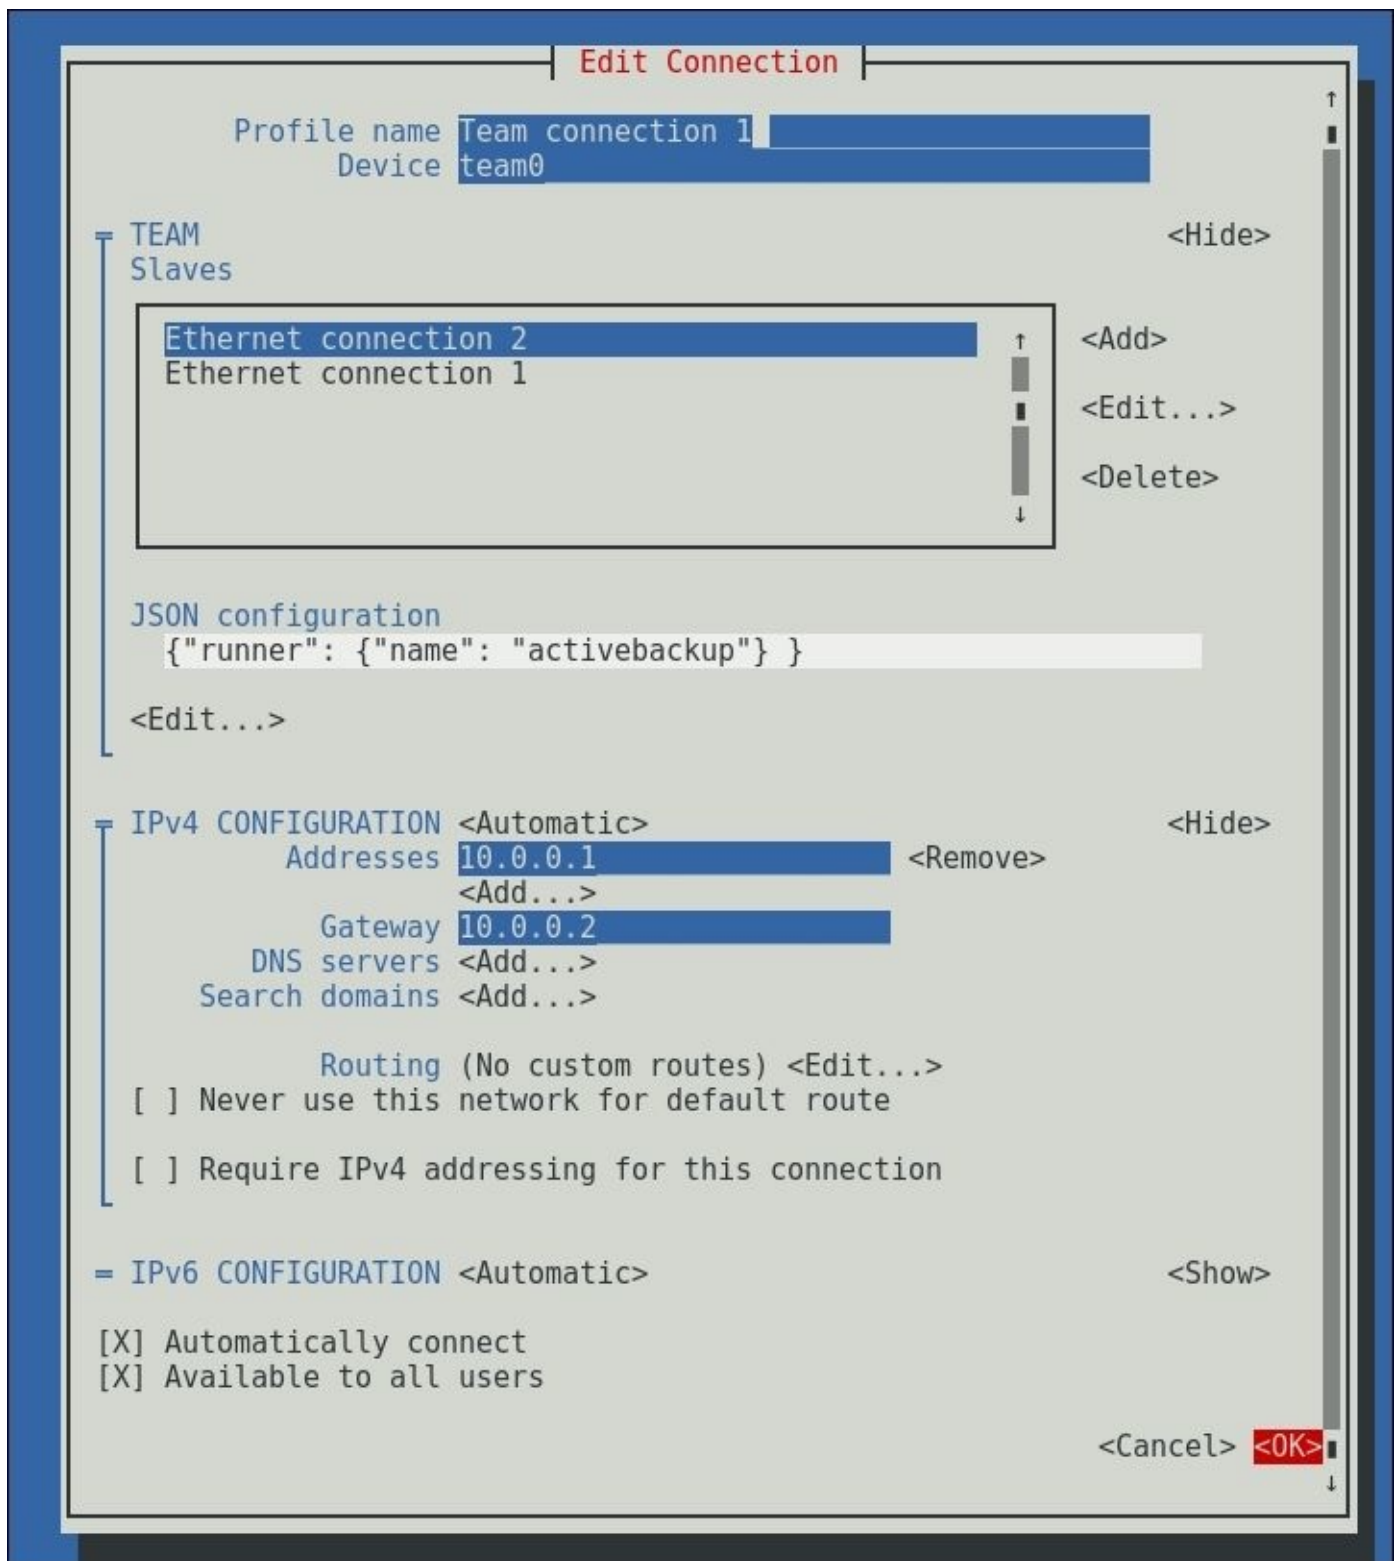 Edit Connection
Profile name Team connection 1
Device team0
TEAM <Hide>
Slaves
Ethernet connection 2 <Add>
Ethernet connection 1
<Edit...>
<Delete>
JSON configuration
{"runner": {"name": "activebackup"} }
<Edit...>
IPv4 CONFIGURATION <Automatic> <Hide>
Addresses 10.0.0.1 <Remove>
<Add...>
Gateway 10.0.0.2
DNS servers <Add...>
Search domains <Add...>
Routing (No custom routes) <Edit...>
[ ] Never use this network for default route
[ ] Require IPv4 addressing for this connection
IPv6 CONFIGURATION <Automatic> <Show>
[X] Automatically connect
[X] Available to all users
<Cancel> <OK>